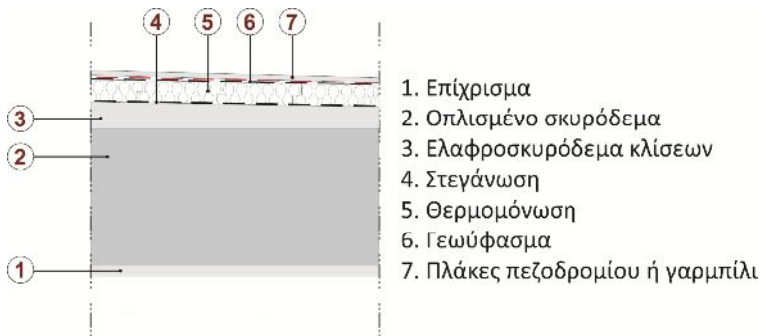 4 5 6 7
3
2
1
1. Επίχρισμα
2. Οπλισμένο σκυρόδεμα
3. Ελαφροσκυρόδεμα κλίσεων
4. Στεγάνωση
5. Θερμομόνωση
6. Γεωύφασμα
7. Πλάκες πεζοδρομίου ή γαρμπίλι